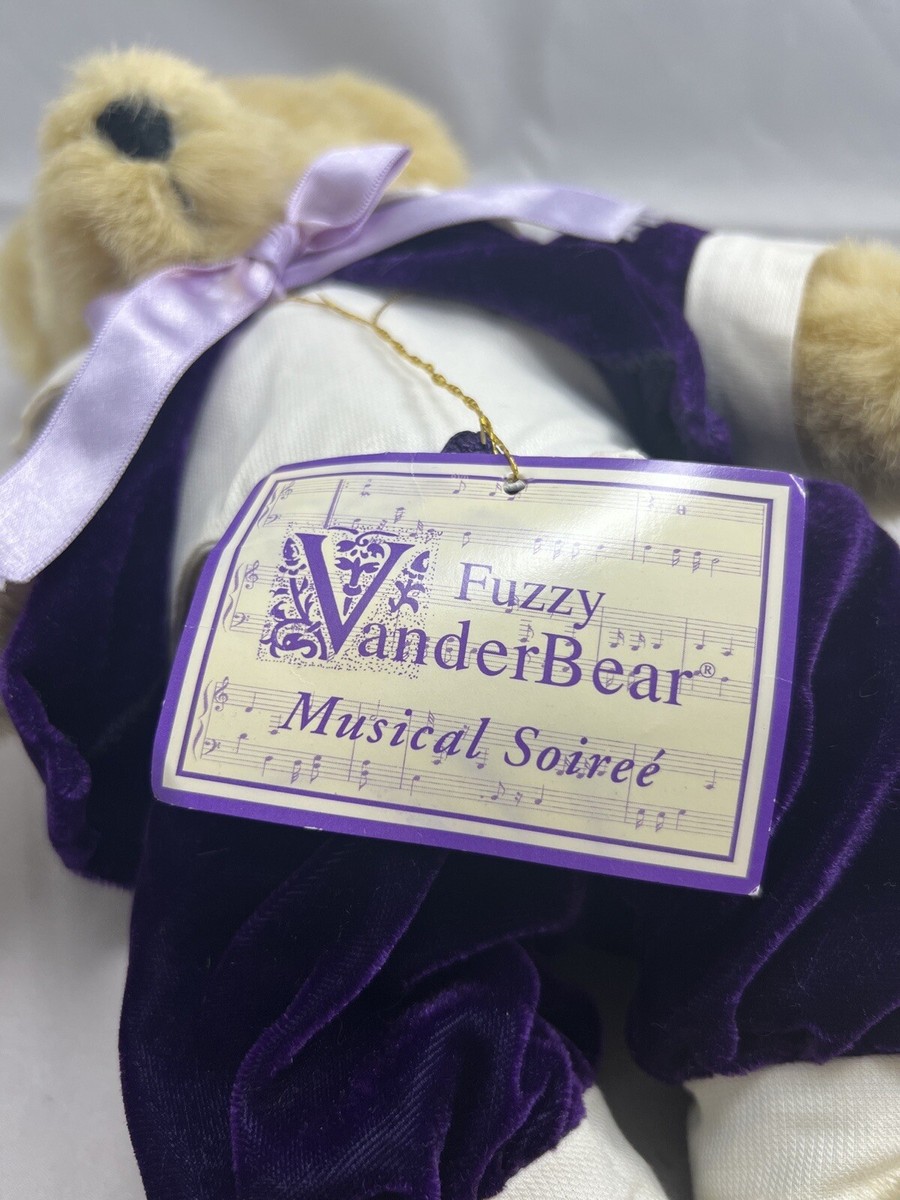 Fuzzy
VanderBear®
Musical Soireé